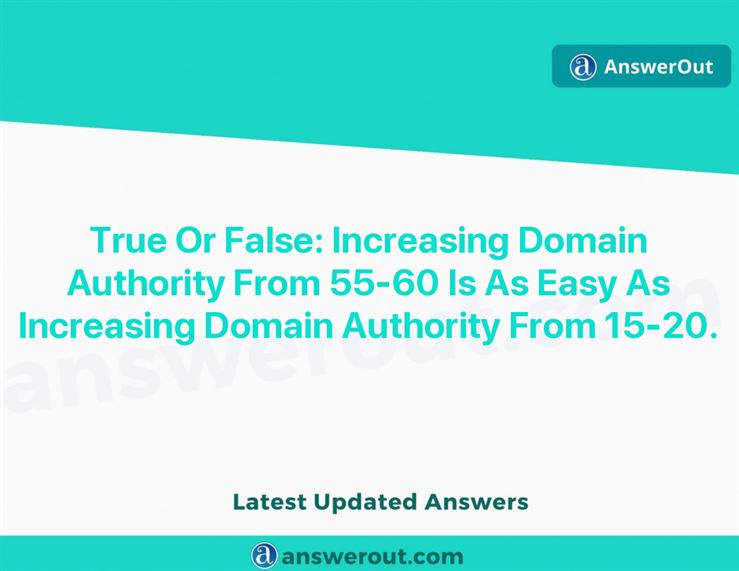 AnswerOut
True Or False: Increasing Domain
Authority From 55-60 Is As Easy As
Increasing Domain Authority From 15-20.
answerout.com
Latest Updated Answers
answerout.com